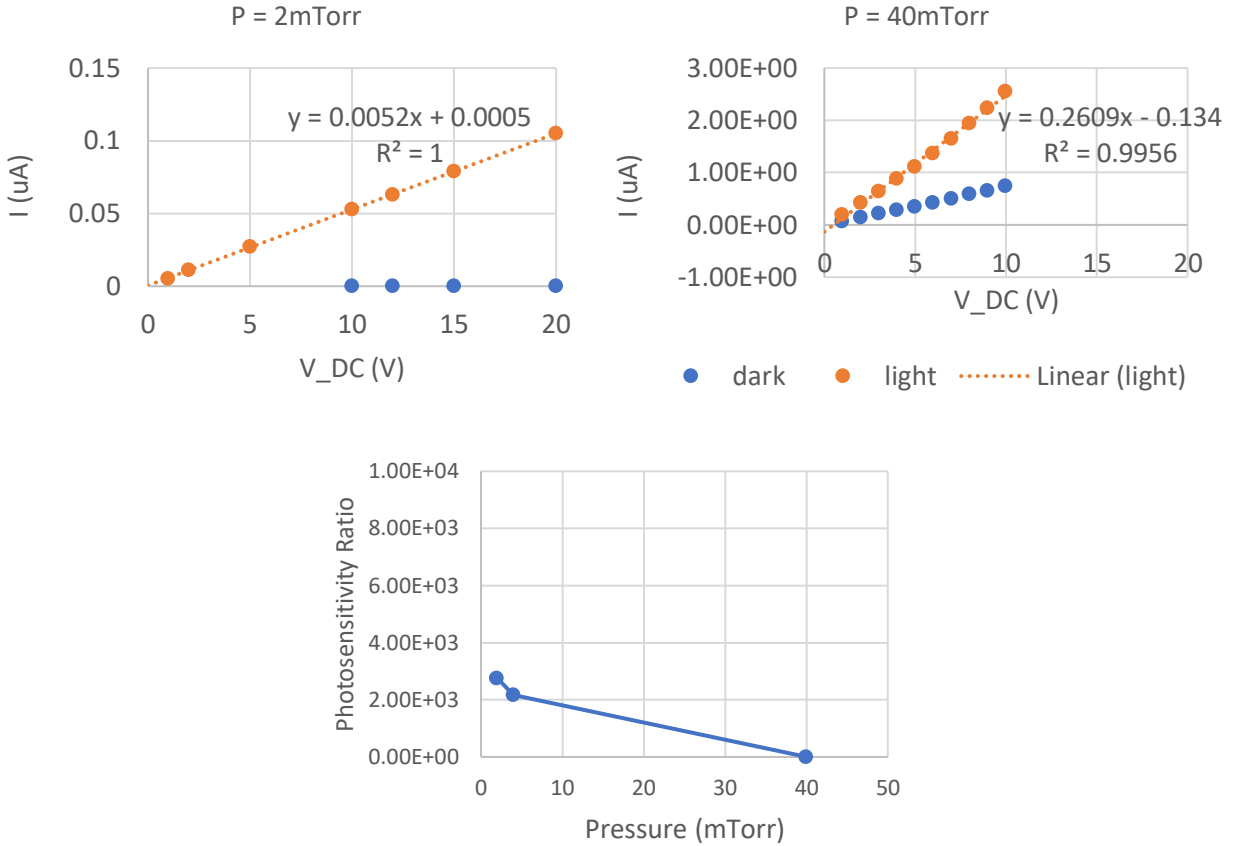 P = 2mTorr
0.15
0.1
0.05
0
y = 0.0052x + 0.0005
R² = 1
I (uA)
0 5 10 15 20
V_DC (V)
P = 40mTorr
3.00E+00
2.00E+00
1.00E+00
0.00E+00
-1.00E+00
y = 0.2609x - 0.134
R² = 0.9956
I (uA)
0 5 10 15 20
V_DC (V)
dark light Linear (light)
1.00E+04
8.00E+03
6.00E+03
4.00E+03
2.00E+03
0.00E+00
Photosensitivity Ratio
0 10 20 30 40 50
Pressure (mTorr)